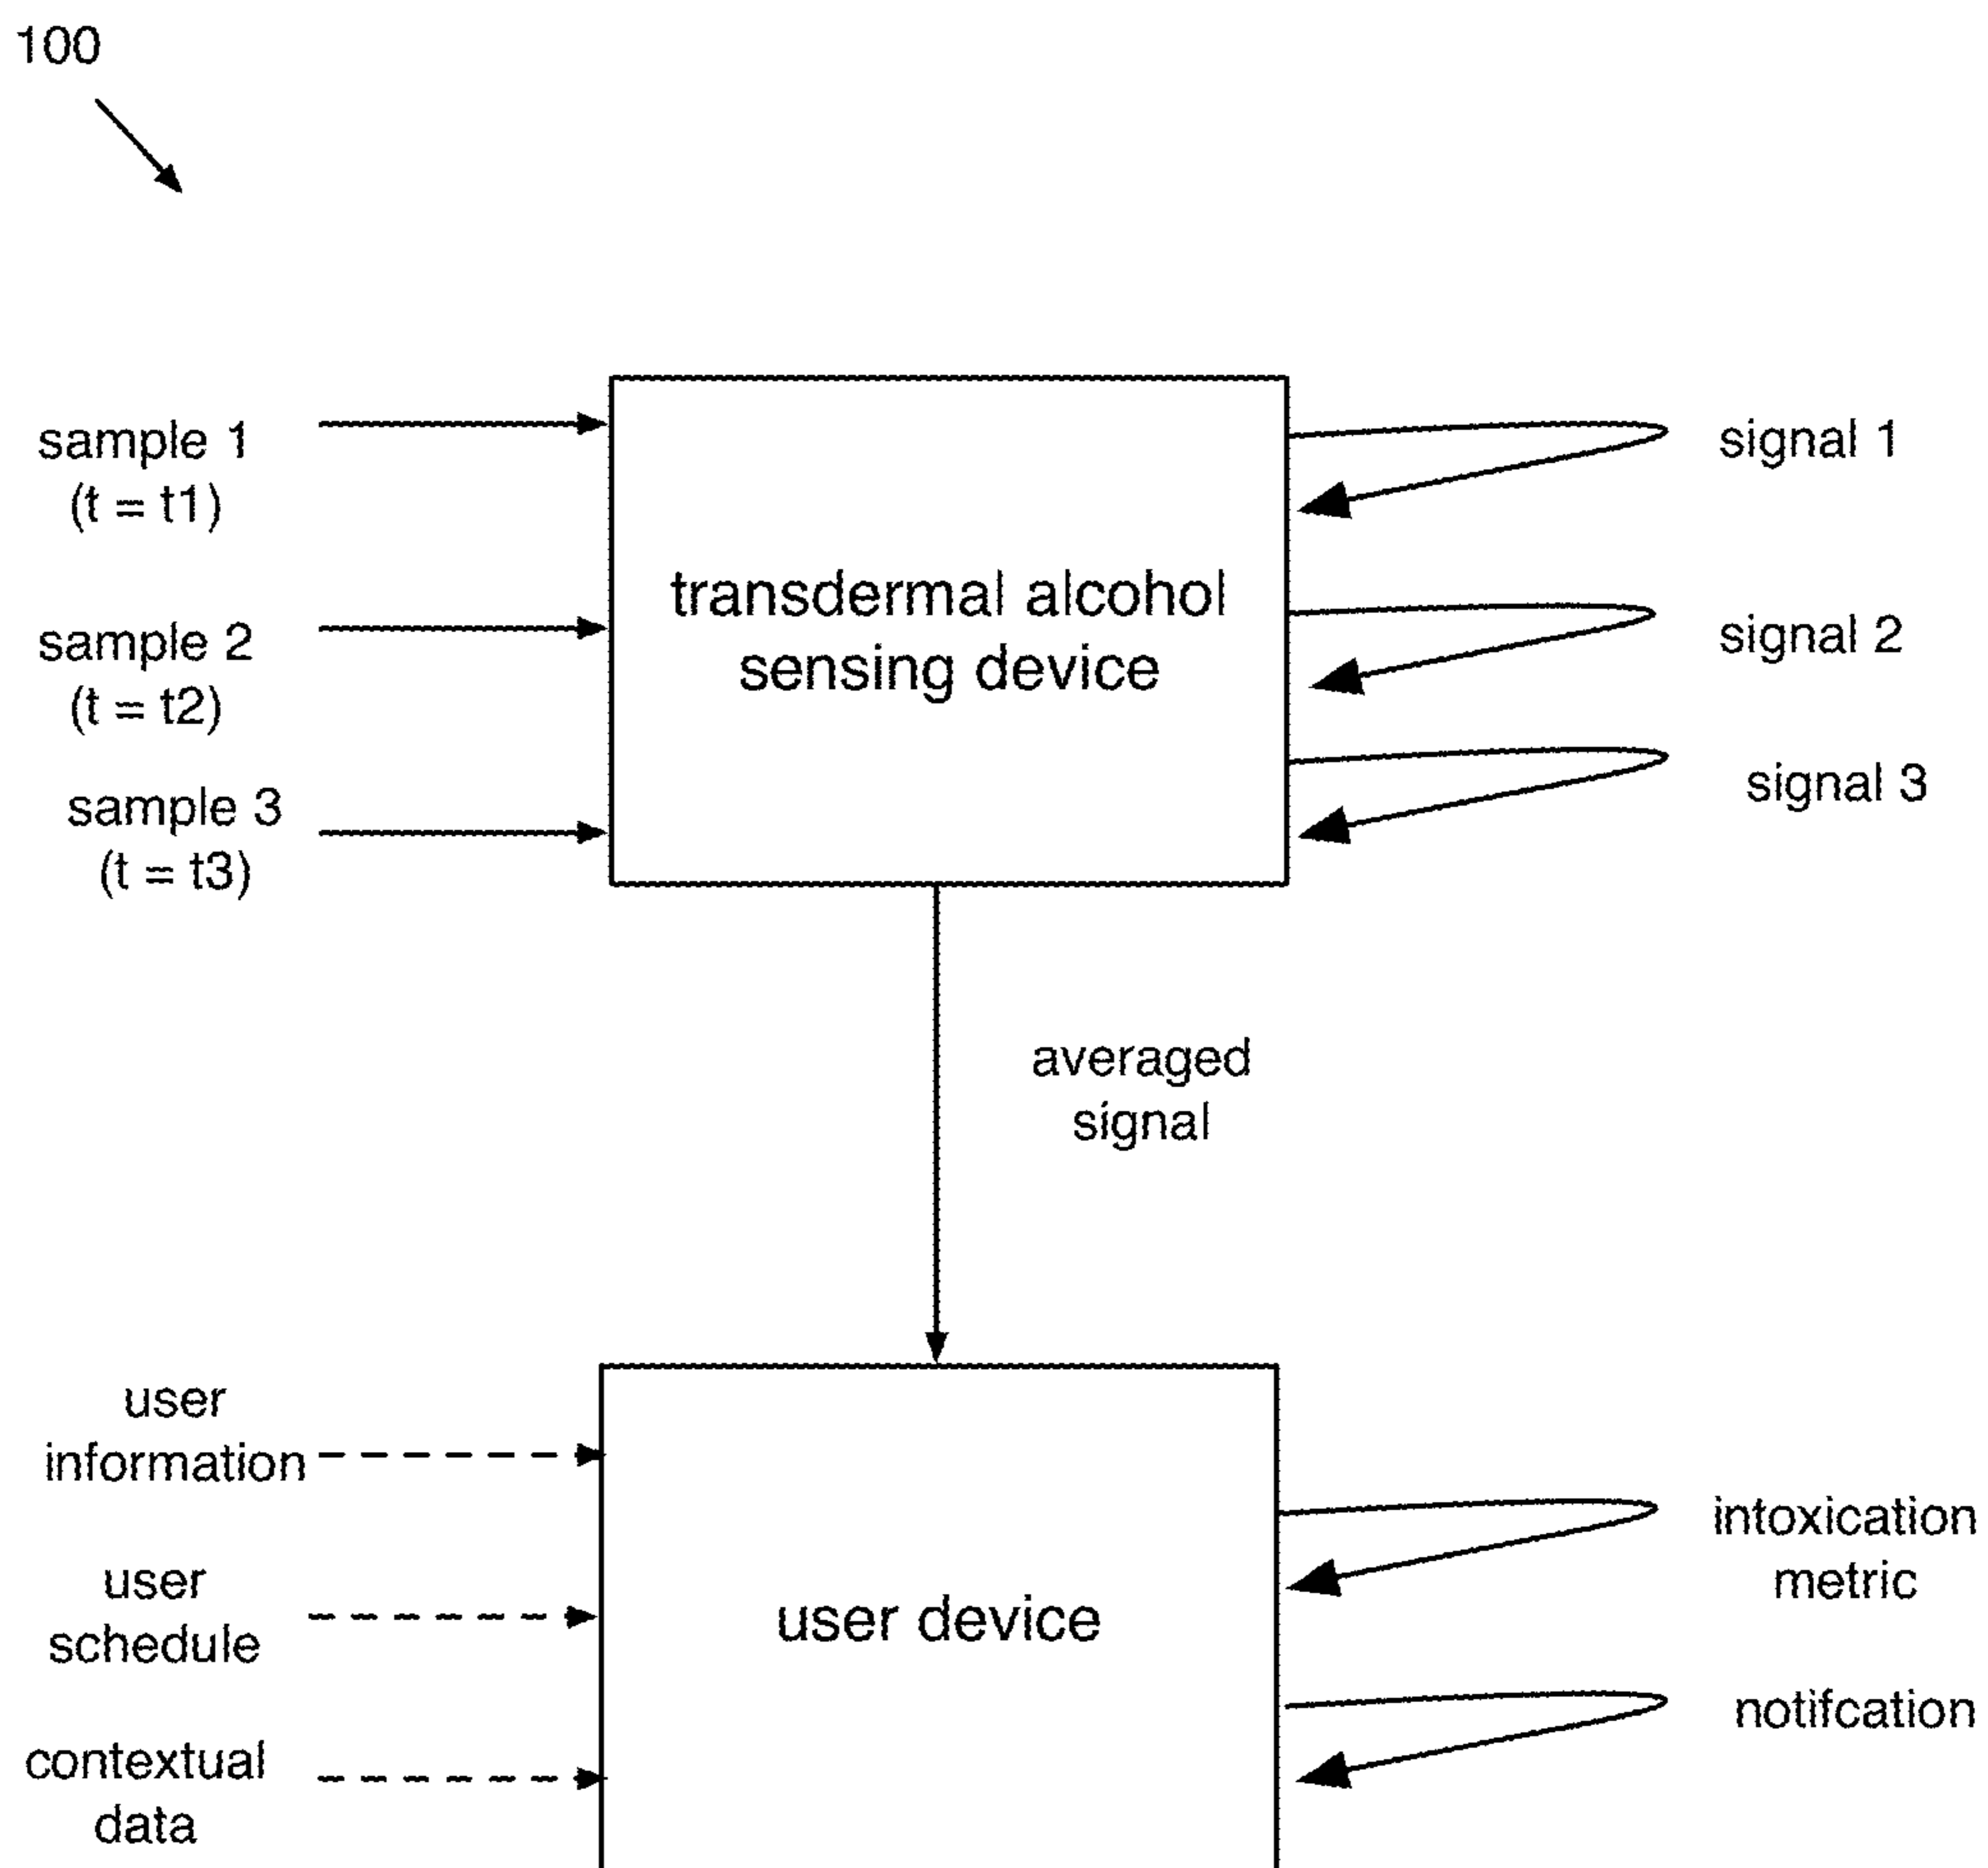 100
sample 1
(t = t1)
sample 2
(t = t2)
sample 3
(t = t3)
transdermal alcohol
sensing device
signal 1
signal 2
signal 3
averaged
signal
user
information
user
schedule
contextual
data
user device
intoxication
metric
notifcation